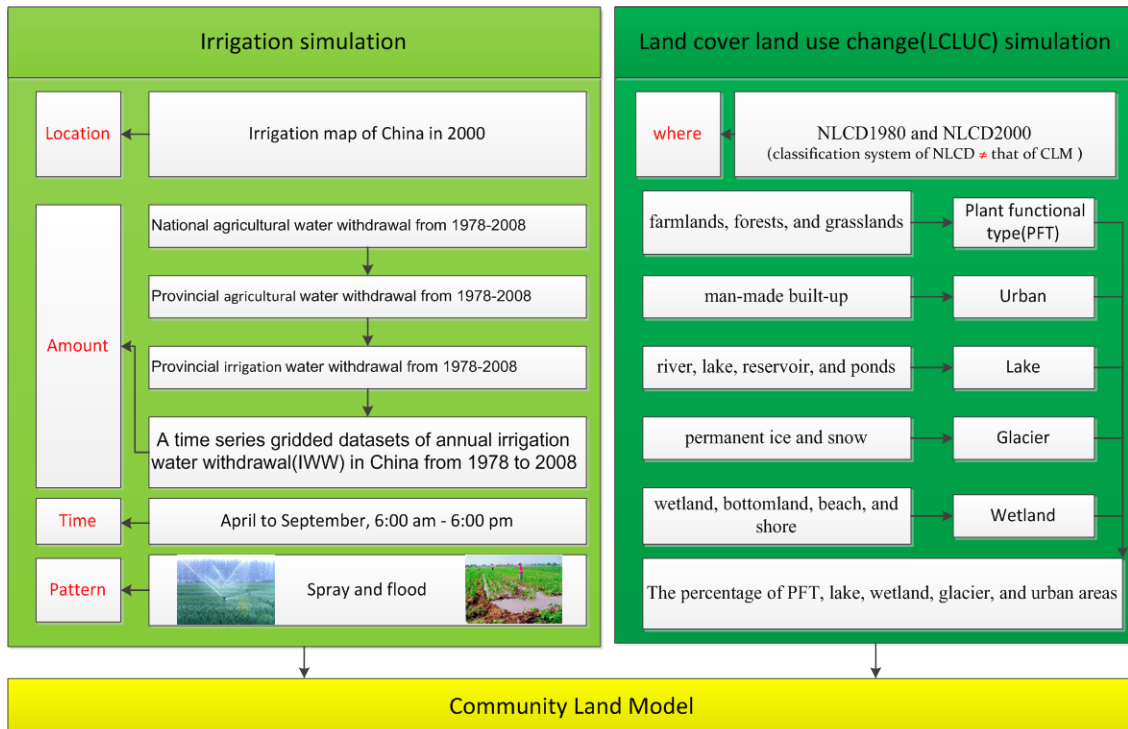 Irrigation simulation
Location
Irrigation map of China in 2000
Amount
National agricultural water withdrawal from 1978-2008
Provincial agricultural water withdrawal from 1978-2008
Provincial irrigation water withdrawal from 1978-2008
A time series gridded datasets of annual irrigation
water withdrawal(IWW) in China from 1978 to 2008
Time
April to September, 6:00 am - 6:00 pm
Pattern
Spray and flood
Land cover land use change(LCLUC) simulation
where
NLCD1980 and NLCD2000
(classification system of NLCD ≠ that of CLM )
farmlands, forests, and grasslands
Plant functional
type(PFT)
man-made built-up
Urban
river, lake, reservoir, and ponds
Lake
permanent ice and snow
Glacier
wetland, bottomland, beach, and
shore
Wetland
The percentage of PFT, lake, wetland, glacier, and urban areas
Community Land Model